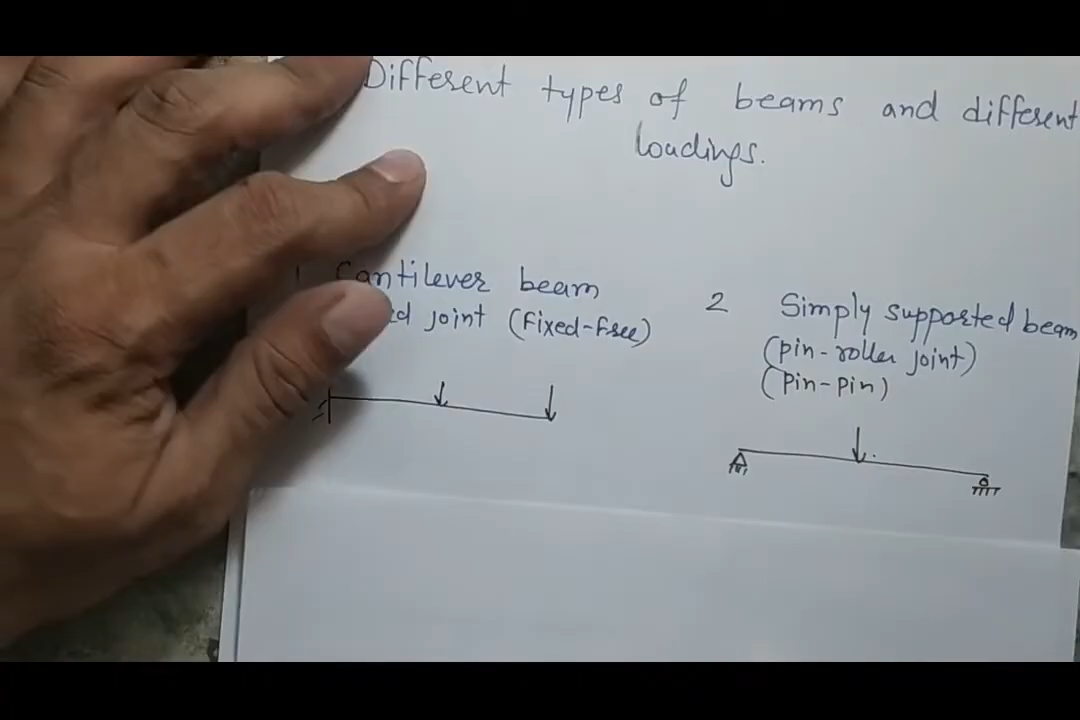 Different types of beams and different
loadings.
1 Cantilever beam
joint (Fixed-free)
2 Simply supported beam
(pin-roller joint)
(pin-pin)